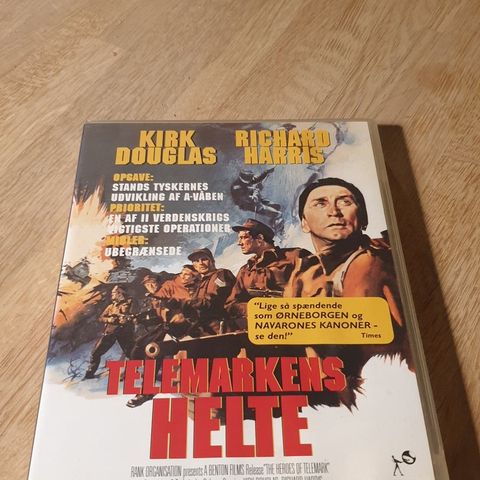 KIRK DOUGLAS
RICHARD HARRIS
OPGAVE:
STANDS TYSKERNES
UDVIKLING AF A-VÅBEN
PRIORITET:
EN AF II VERDENSKRIGS
VIGTIGSTE OPERATIONER
MIDLER:
UBEGRÆNSEDE
"Lige så spændende
som ØRNEBORGEN og
NAVARONES KANONER -
se den!"
Times
TELEMARKENS
HELTE
RANK ORGANISATION presents A BENTON FILMS Release "THE HEROES OF TELEMARK"